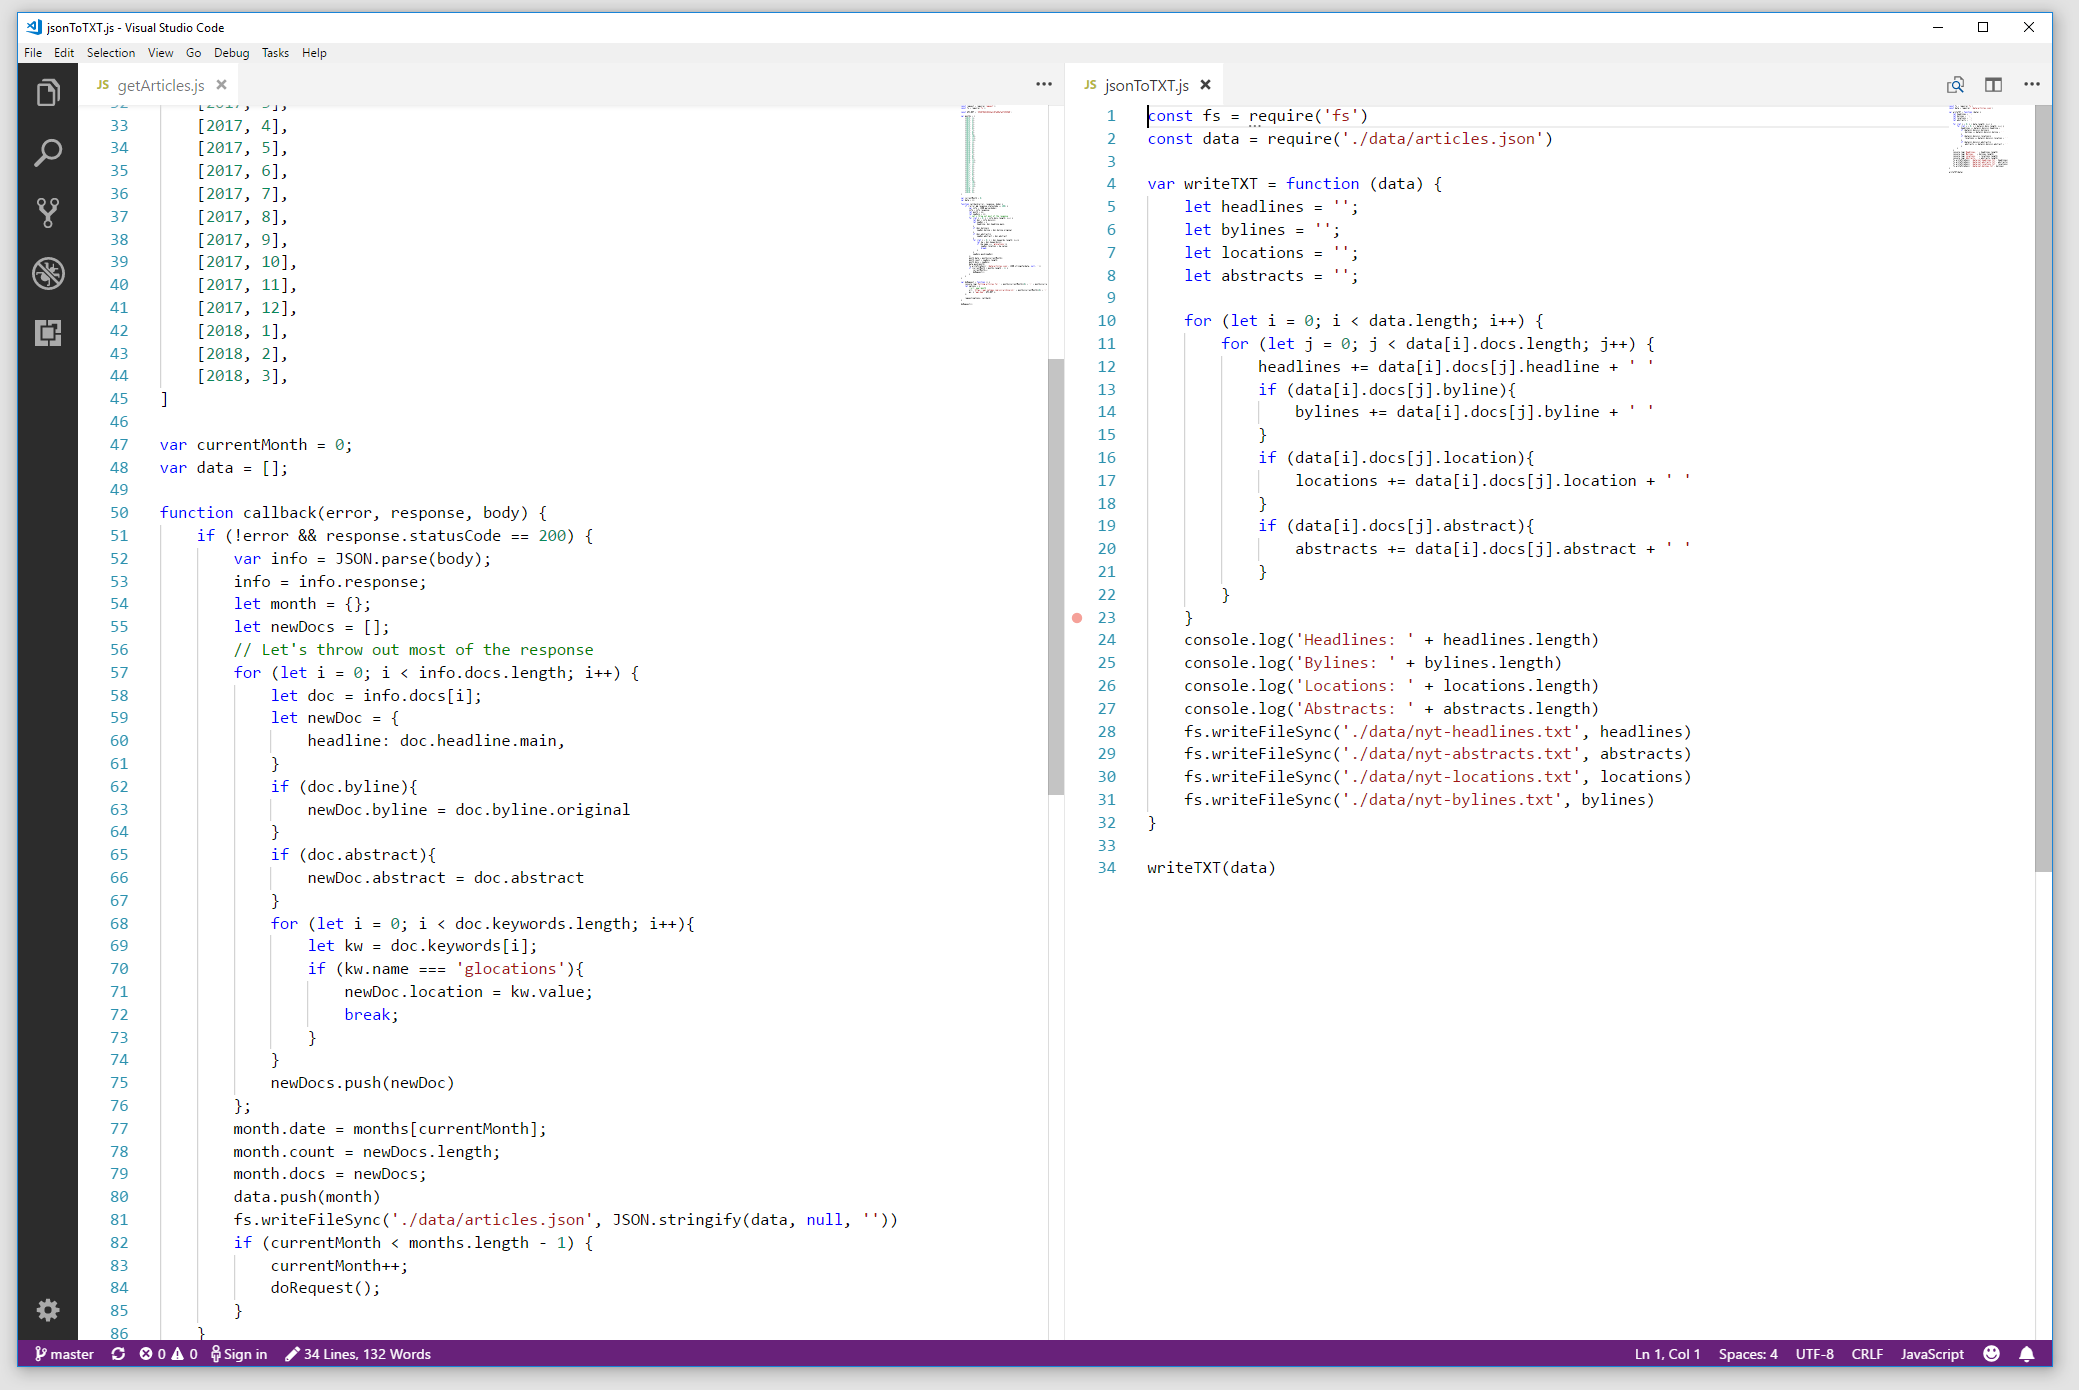 jsonToTXT.js - Visual Studio Code
File Edit Selection View Go Debug Tasks Help
JS getArticles.js
33 [2017, 4],
34 [2017, 5],
35 [2017, 6],
36 [2017, 7],
37 [2017, 8],
38 [2017, 9],
39 [2017, 10],
40 [2017, 11],
41 [2017, 12],
42 [2018, 1],
43 [2018, 2],
44 [2018, 3],
45 ]
46
47 var currentMonth = 0;
48 var data = [];
49
50 function callback(error, response, body) {
51 if (!error && response.statusCode == 200) {
52 var info = JSON.parse(body);
53 info = info.response;
54 let month = {};
55 let newDocs = [];
56 // Let's throw out most of the response
57 for (let i = 0; i < info.docs.length; i++) {
58 let doc = info.docs[i];
59 let newDoc = {
60 headline: doc.headline.main,
61 }
62 if (doc.byline){
63 newDoc.byline = doc.byline.original
64 }
65 if (doc.abstract){
66 newDoc.abstract = doc.abstract
67 }
68 for (let i = 0; i < doc.keywords.length; i++){
69 let kw = doc.keywords[i];
70 if (kw.name === 'glocations'){
71 newDoc.location = kw.value;
72 break;
73 }
74 }
75 newDocs.push(newDoc)
76 };
77 month.date = months[currentMonth];
78 month.count = newDocs.length;
79 month.docs = newDocs;
80 data.push(month)
81 fs.writeFileSync('./data/articles.json', JSON.stringify(data, null, ''))
82 if (currentMonth < months.length - 1) {
83 currentMonth++;
84 doRequest();
85 }
86 }
JS jsonToTXT.js
1 const fs = require('fs')
2 const data = require('./data/articles.json')
3
4 var writeTXT = function (data) {
5 let headlines = '';
6 let bylines = '';
7 let locations = '';
8 let abstracts = '';
9
10 for (let i = 0; i < data.length; i++) {
11 for (let j = 0; j < data[i].docs.length; j++) {
12 headlines += data[i].docs[j].headline + ' '
13 if (data[i].docs[j].byline){
14 bylines += data[i].docs[j].byline + ' '
15 }
16 if (data[i].docs[j].location){
17 locations += data[i].docs[j].location + ' '
18 }
19 if (data[i].docs[j].abstract){
20 abstracts += data[i].docs[j].abstract + ' '
21 }
22 }
23 }
24 console.log('Headlines: ' + headlines.length)
25 console.log('Bylines: ' + bylines.length)
26 console.log('Locations: ' + locations.length)
27 console.log('Abstracts: ' + abstracts.length)
28 fs.writeFileSync('./data/nyt-headlines.txt', headlines)
29 fs.writeFileSync('./data/nyt-abstracts.txt', abstracts)
30 fs.writeFileSync('./data/nyt-locations.txt', locations)
31 fs.writeFileSync('./data/nyt-bylines.txt', bylines)
32 }
33
34 writeTXT(data)
master 0 0 Sign in 34 Lines, 132 Words Ln 1, Col 1 Spaces: 4 UTF-8 CRLF JavaScript